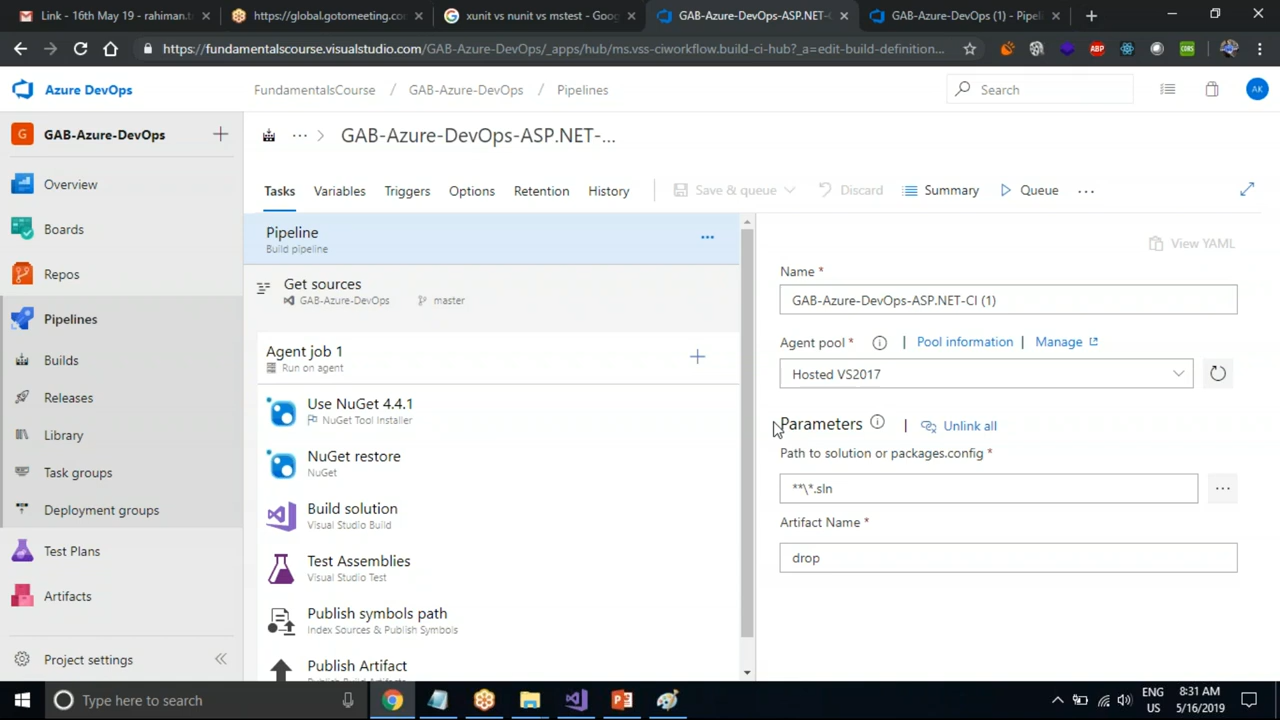 Link - 16th May 19 - rahiman.t
https://global.gotomeeting.co
xunit vs nunit vs mstest - Goo
GAB-Azure-DevOps-ASP.NET-
GAB-Azure-DevOps (1) - Pipeli
https://fundamentalscourse.visualstudio.com/GAB-Azure-DevOps/_apps/hub/ms.vss-ciworkflow.build-ci-hub?_a=edit-build-definition...
ABP
CORS
Azure DevOps
FundamentalsCourse / GAB-Azure-DevOps / Pipelines
Search
AK
G GAB-Azure-DevOps
Overview
Boards
Repos
Pipelines
Builds
Releases
Library
Task groups
Deployment groups
Test Plans
Artifacts
Project settings
... > GAB-Azure-DevOps-ASP.NET-...
Tasks Variables Triggers Options Retention History
Save & queue Discard Summary Queue ...
Pipeline
Build pipeline
...
Get sources
GAB-Azure-DevOps master
Agent job 1
Run on agent
Use NuGet 4.4.1
NuGet Tool Installer
NuGet restore
NuGet
Build solution
Visual Studio Build
Test Assemblies
Visual Studio Test
Publish symbols path
Index Sources & Publish Symbols
Publish Artifact
Publish Build Artifacts
View YAML
Name *
GAB-Azure-DevOps-ASP.NET-CI (1)
Agent pool * | Pool information | Manage
Hosted VS2017
Parameters | Unlink all
Path to solution or packages.config *
**\*.sln
...
Artifact Name *
drop
Type here to search
ENG
US
8:31 AM
5/16/2019